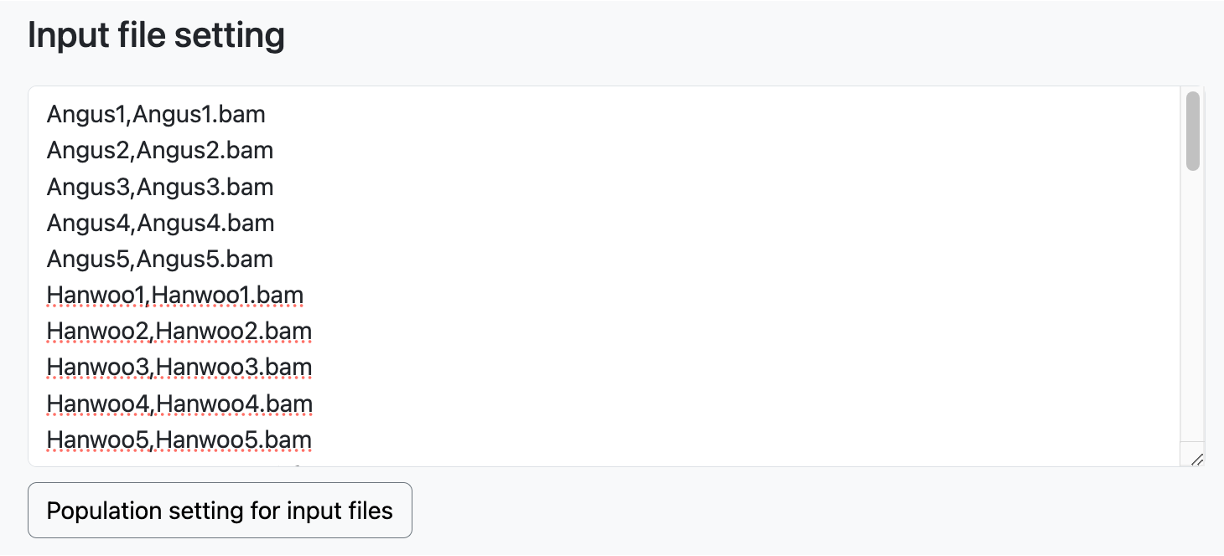 Input file setting
Angus1,Angus1.bam
Angus2,Angus2.bam
Angus3,Angus3.bam
Angus4,Angus4.bam
Angus5,Angus5.bam
Hanwoo1,Hanwoo1.bam
Hanwoo2,Hanwoo2.bam
Hanwoo3,Hanwoo3.bam
Hanwoo4,Hanwoo4.bam
Hanwoo5,Hanwoo5.bam
Population setting for input files